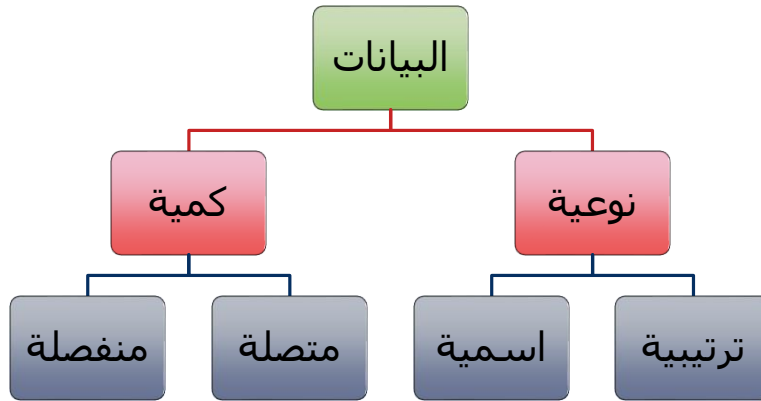 البيانات
نوعية
كمية
ترتيبية
اسمية
متصلة
منفصلة